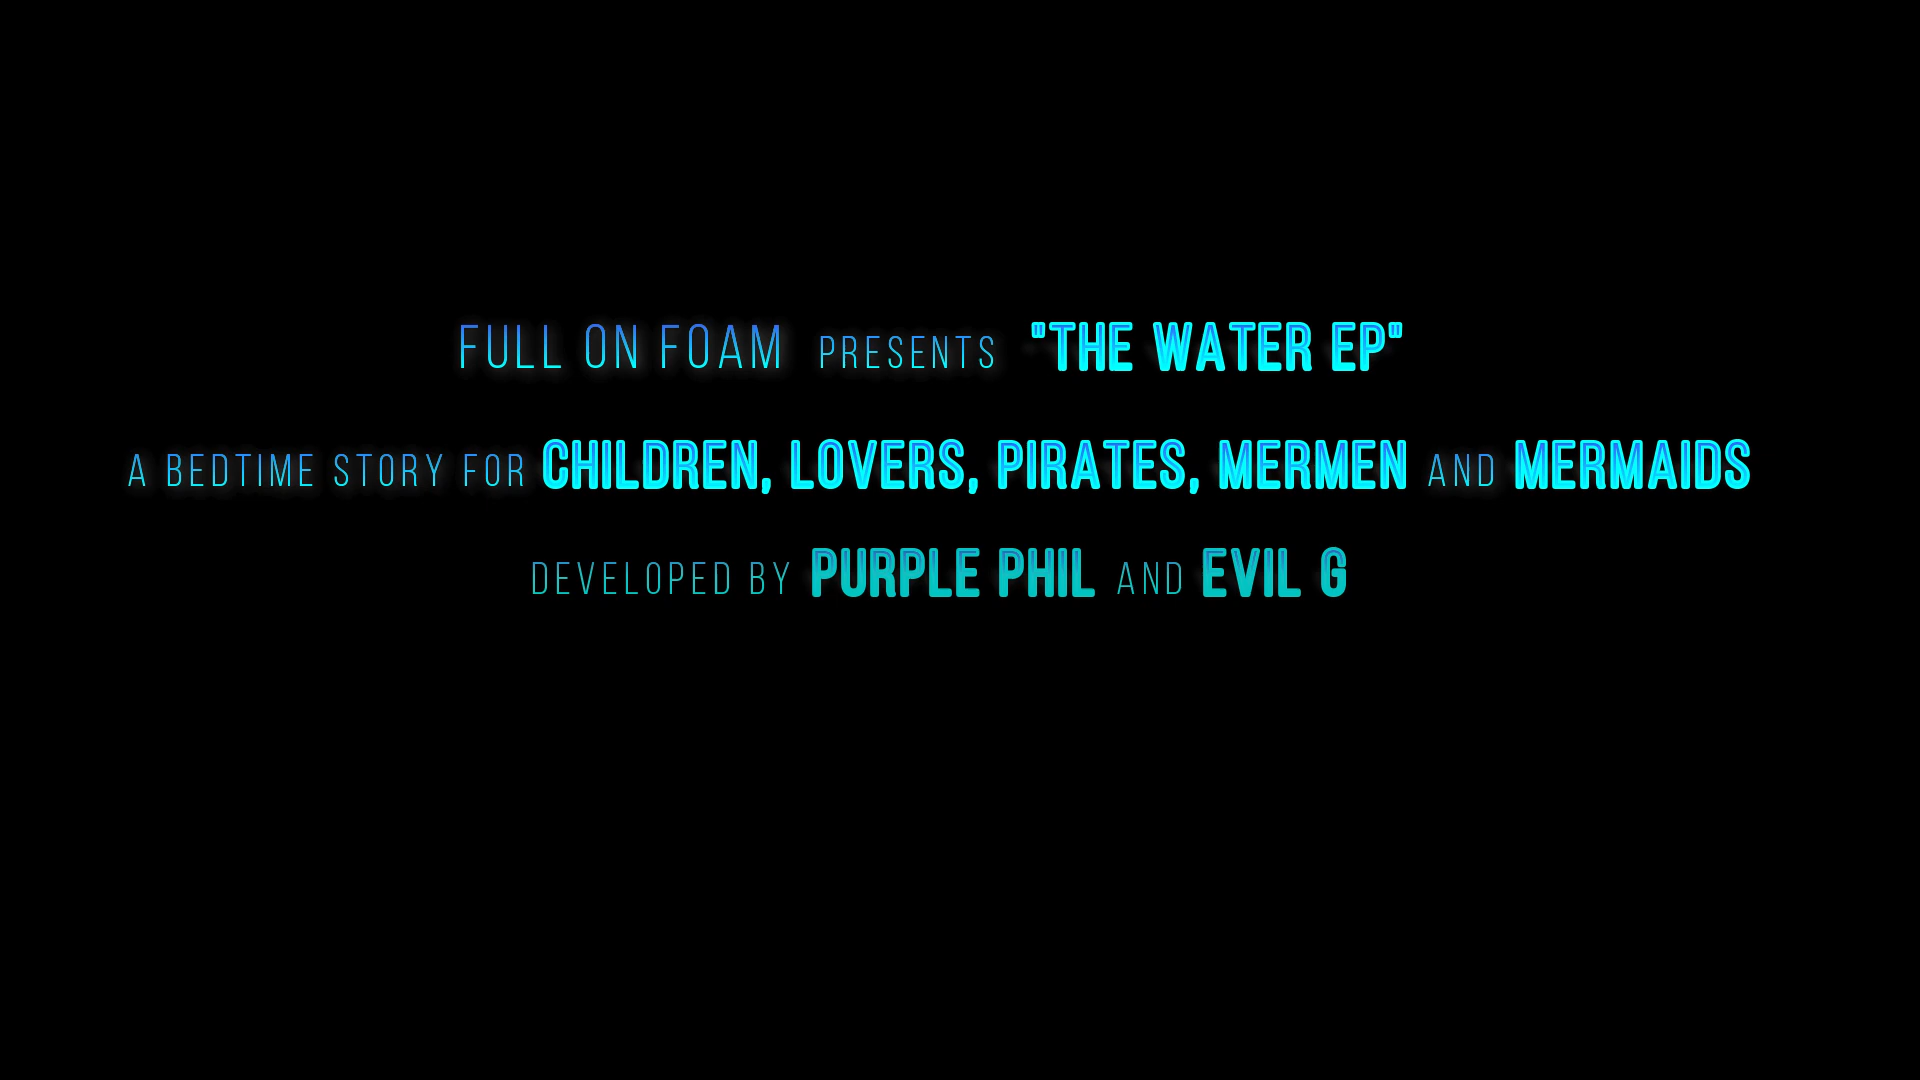 FULL ON FOAM PRESENTS "THE WATER EP"
A BEDTIME STORY FOR CHILDREN, LOVERS, PIRATES, MERMEN AND MERMAIDS
DEVELOPED BY PURPLE PHIL AND EVIL G